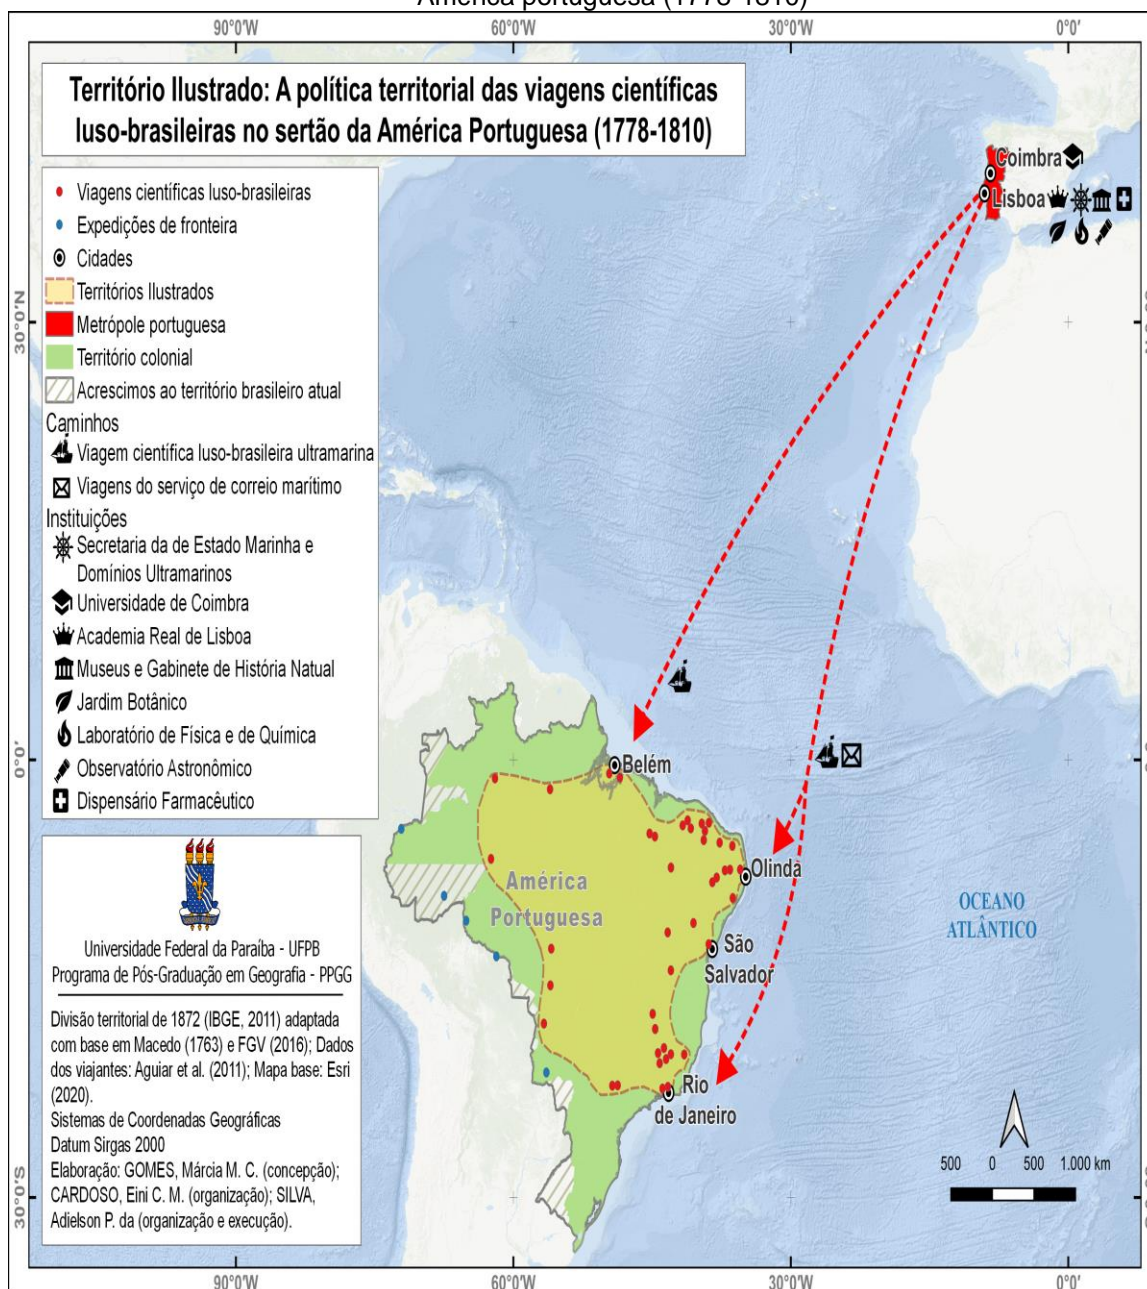 América portuguesa (1778-1810)
90°0'W 60°0'W 30°0'W 0°0'
Território Ilustrado: A política territorial das viagens científicas
luso-brasileiras no sertão da América Portuguesa (1778-1810)
Viagens científicas luso-brasileiras
Expedições de fronteira
Cidades
Territórios Ilustrados
Metrópole portuguesa
Território colonial
Acrescimos ao território brasileiro atual
Caminhos
Viagem científica luso-brasileira ultramarina
Viagens do serviço de correio marítimo
Instituições
Secretaria da de Estado Marinha e
Domínios Ultramarinos
Universidade de Coimbra
Academia Real de Lisboa
Museus e Gabinete de História Natual
Jardim Botânico
Laboratório de Física e de Química
Observatório Astronômico
Dispensário Farmacêutico
Universidade Federal da Paraíba - UFPB
Programa de Pós-Graduação em Geografia - PPGG
Divisão territorial de 1872 (IBGE, 2011) adaptada
com base em Macedo (1763) e FGV (2016); Dados
dos viajantes: Aguiar et al. (2011); Mapa base: Esri
(2020).
Sistemas de Coordenadas Geográficas
Datum Sirgas 2000
Elaboração: GOMES, Márcia M. C. (concepção);
CARDOSO, Eini C. M. (organização); SILVA,
Adielson P. da (organização e execução).
Coimbra
Lisboa
Belém
Olinda
América
Portuguesa
São
Salvador
Rio
de Janeiro
OCEANO
ATLÂNTICO
500 0 500 1.000 km
30°0'N
0°0'
30°0'S
90°0'W 60°0'W 30°0'W 0°0'